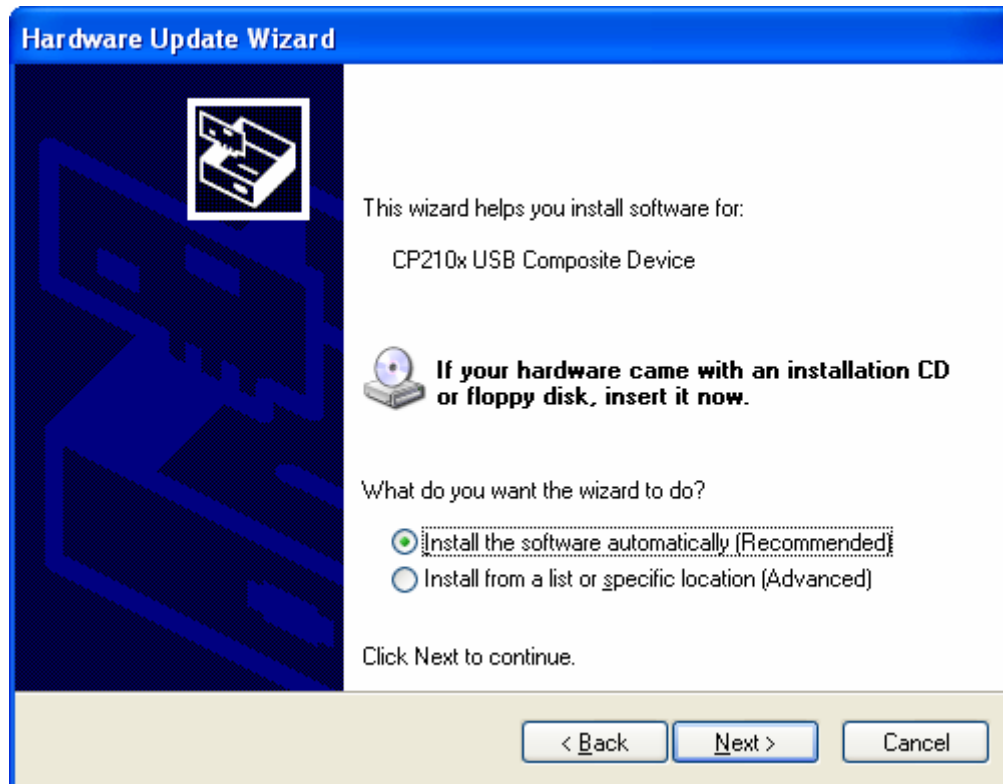 Hardware Update Wizard
This wizard helps you install software for:
CP210x USB Composite Device
If your hardware came with an installation CD
or floppy disk, insert it now.
What do you want the wizard to do?
Install the software automatically (Recommended)
Install from a list or specific location (Advanced)
Click Next to continue.
< Back Next > Cancel